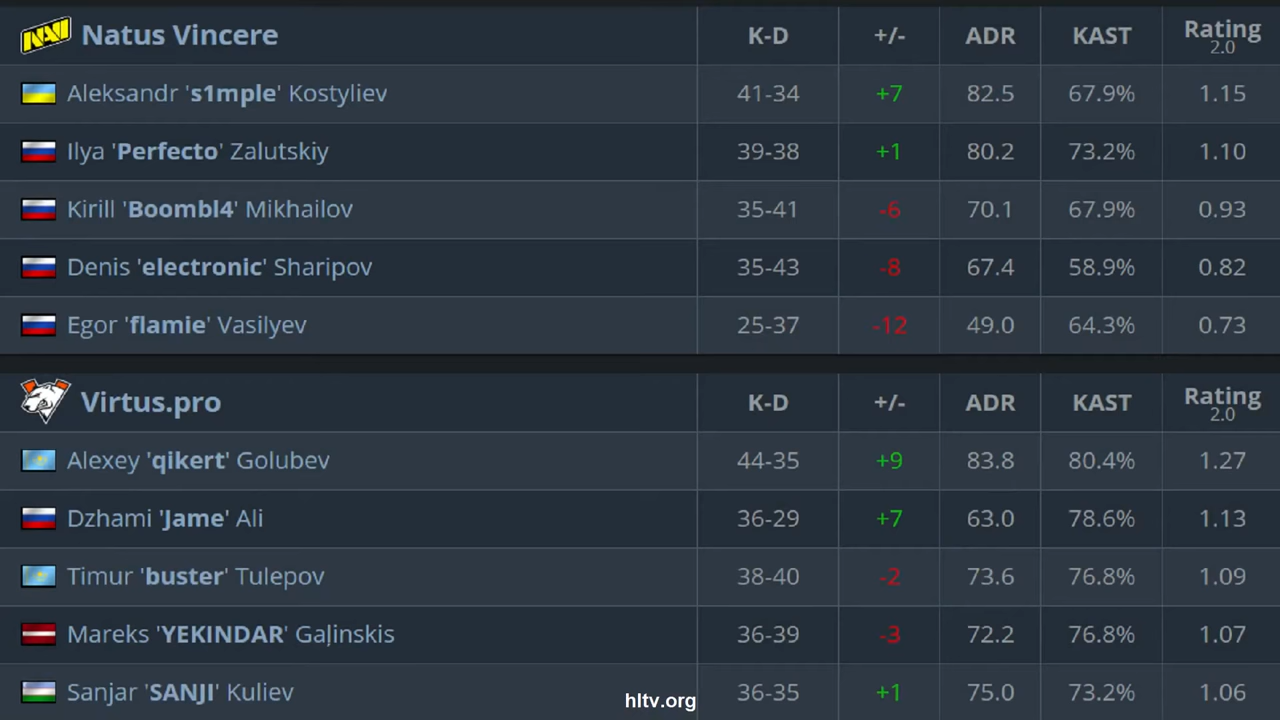 NAVI Natus Vincere K-D +/- ADR KAST Rating 2.0
Aleksandr 's1mple' Kostyliev 41-34 +7 82.5 67.9% 1.15
Ilya 'Perfecto' Zalutskiy 39-38 +1 80.2 73.2% 1.10
Kirill 'Boombl4' Mikhailov 35-41 -6 70.1 67.9% 0.93
Denis 'electronic' Sharipov 35-43 -8 67.4 58.9% 0.82
Egor 'flamie' Vasilyev 25-37 -12 49.0 64.3% 0.73
Virtus.pro K-D +/- ADR KAST Rating 2.0
Alexey 'qikert' Golubev 44-35 +9 83.8 80.4% 1.27
Dzhami 'Jame' Ali 36-29 +7 63.0 78.6% 1.13
Timur 'buster' Tulepov 38-40 -2 73.6 76.8% 1.09
Mareks 'YEKINDAR' Gaļinskis 36-39 -3 72.2 76.8% 1.07
Sanjar 'SANJI' Kuliev 36-35 +1 75.0 73.2% 1.06
hltv.org